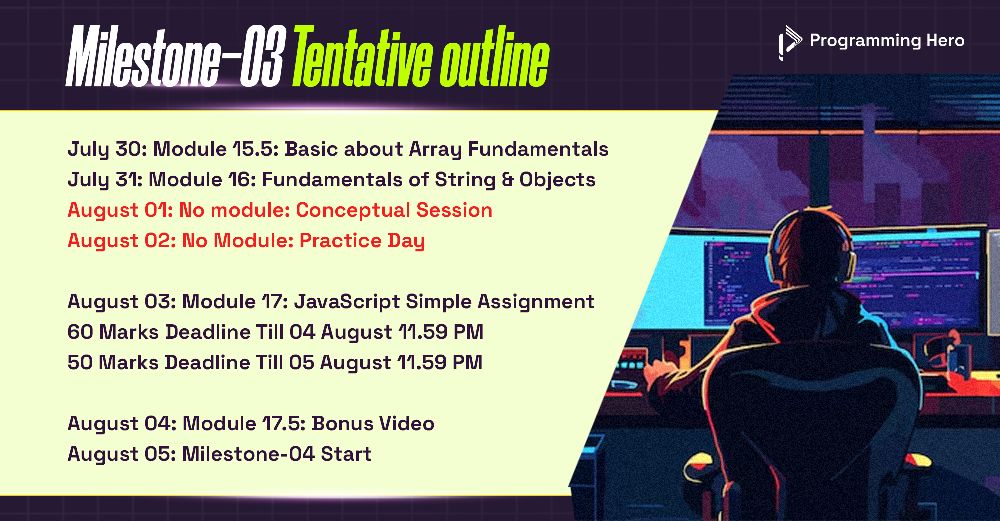 Milestone-03 Tentative outline
Programming Hero
July 30: Module 15.5: Basic about Array Fundamentals
July 31: Module 16: Fundamentals of String & Objects
August 01: No module: Conceptual Session
August 02: No Module: Practice Day
August 03: Module 17: JavaScript Simple Assignment
60 Marks Deadline Till 04 August 11.59 PM
50 Marks Deadline Till 05 August 11.59 PM
August 04: Module 17.5: Bonus Video
August 05: Milestone-04 Start